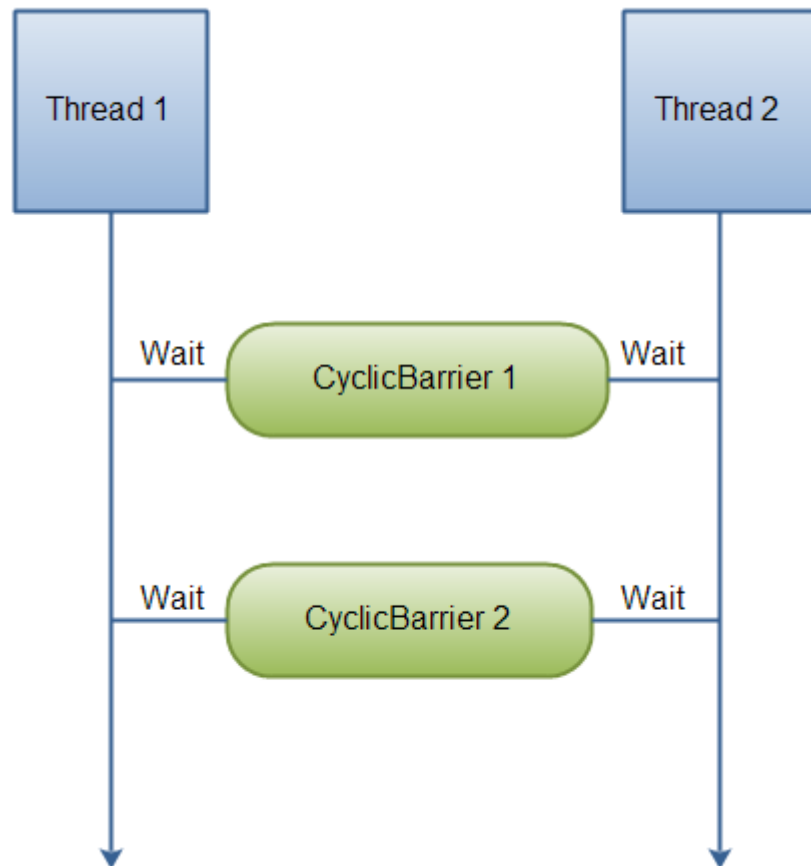 Thread 1
Thread 2
Wait
CyclicBarrier 1
Wait
Wait
CyclicBarrier 2
Wait